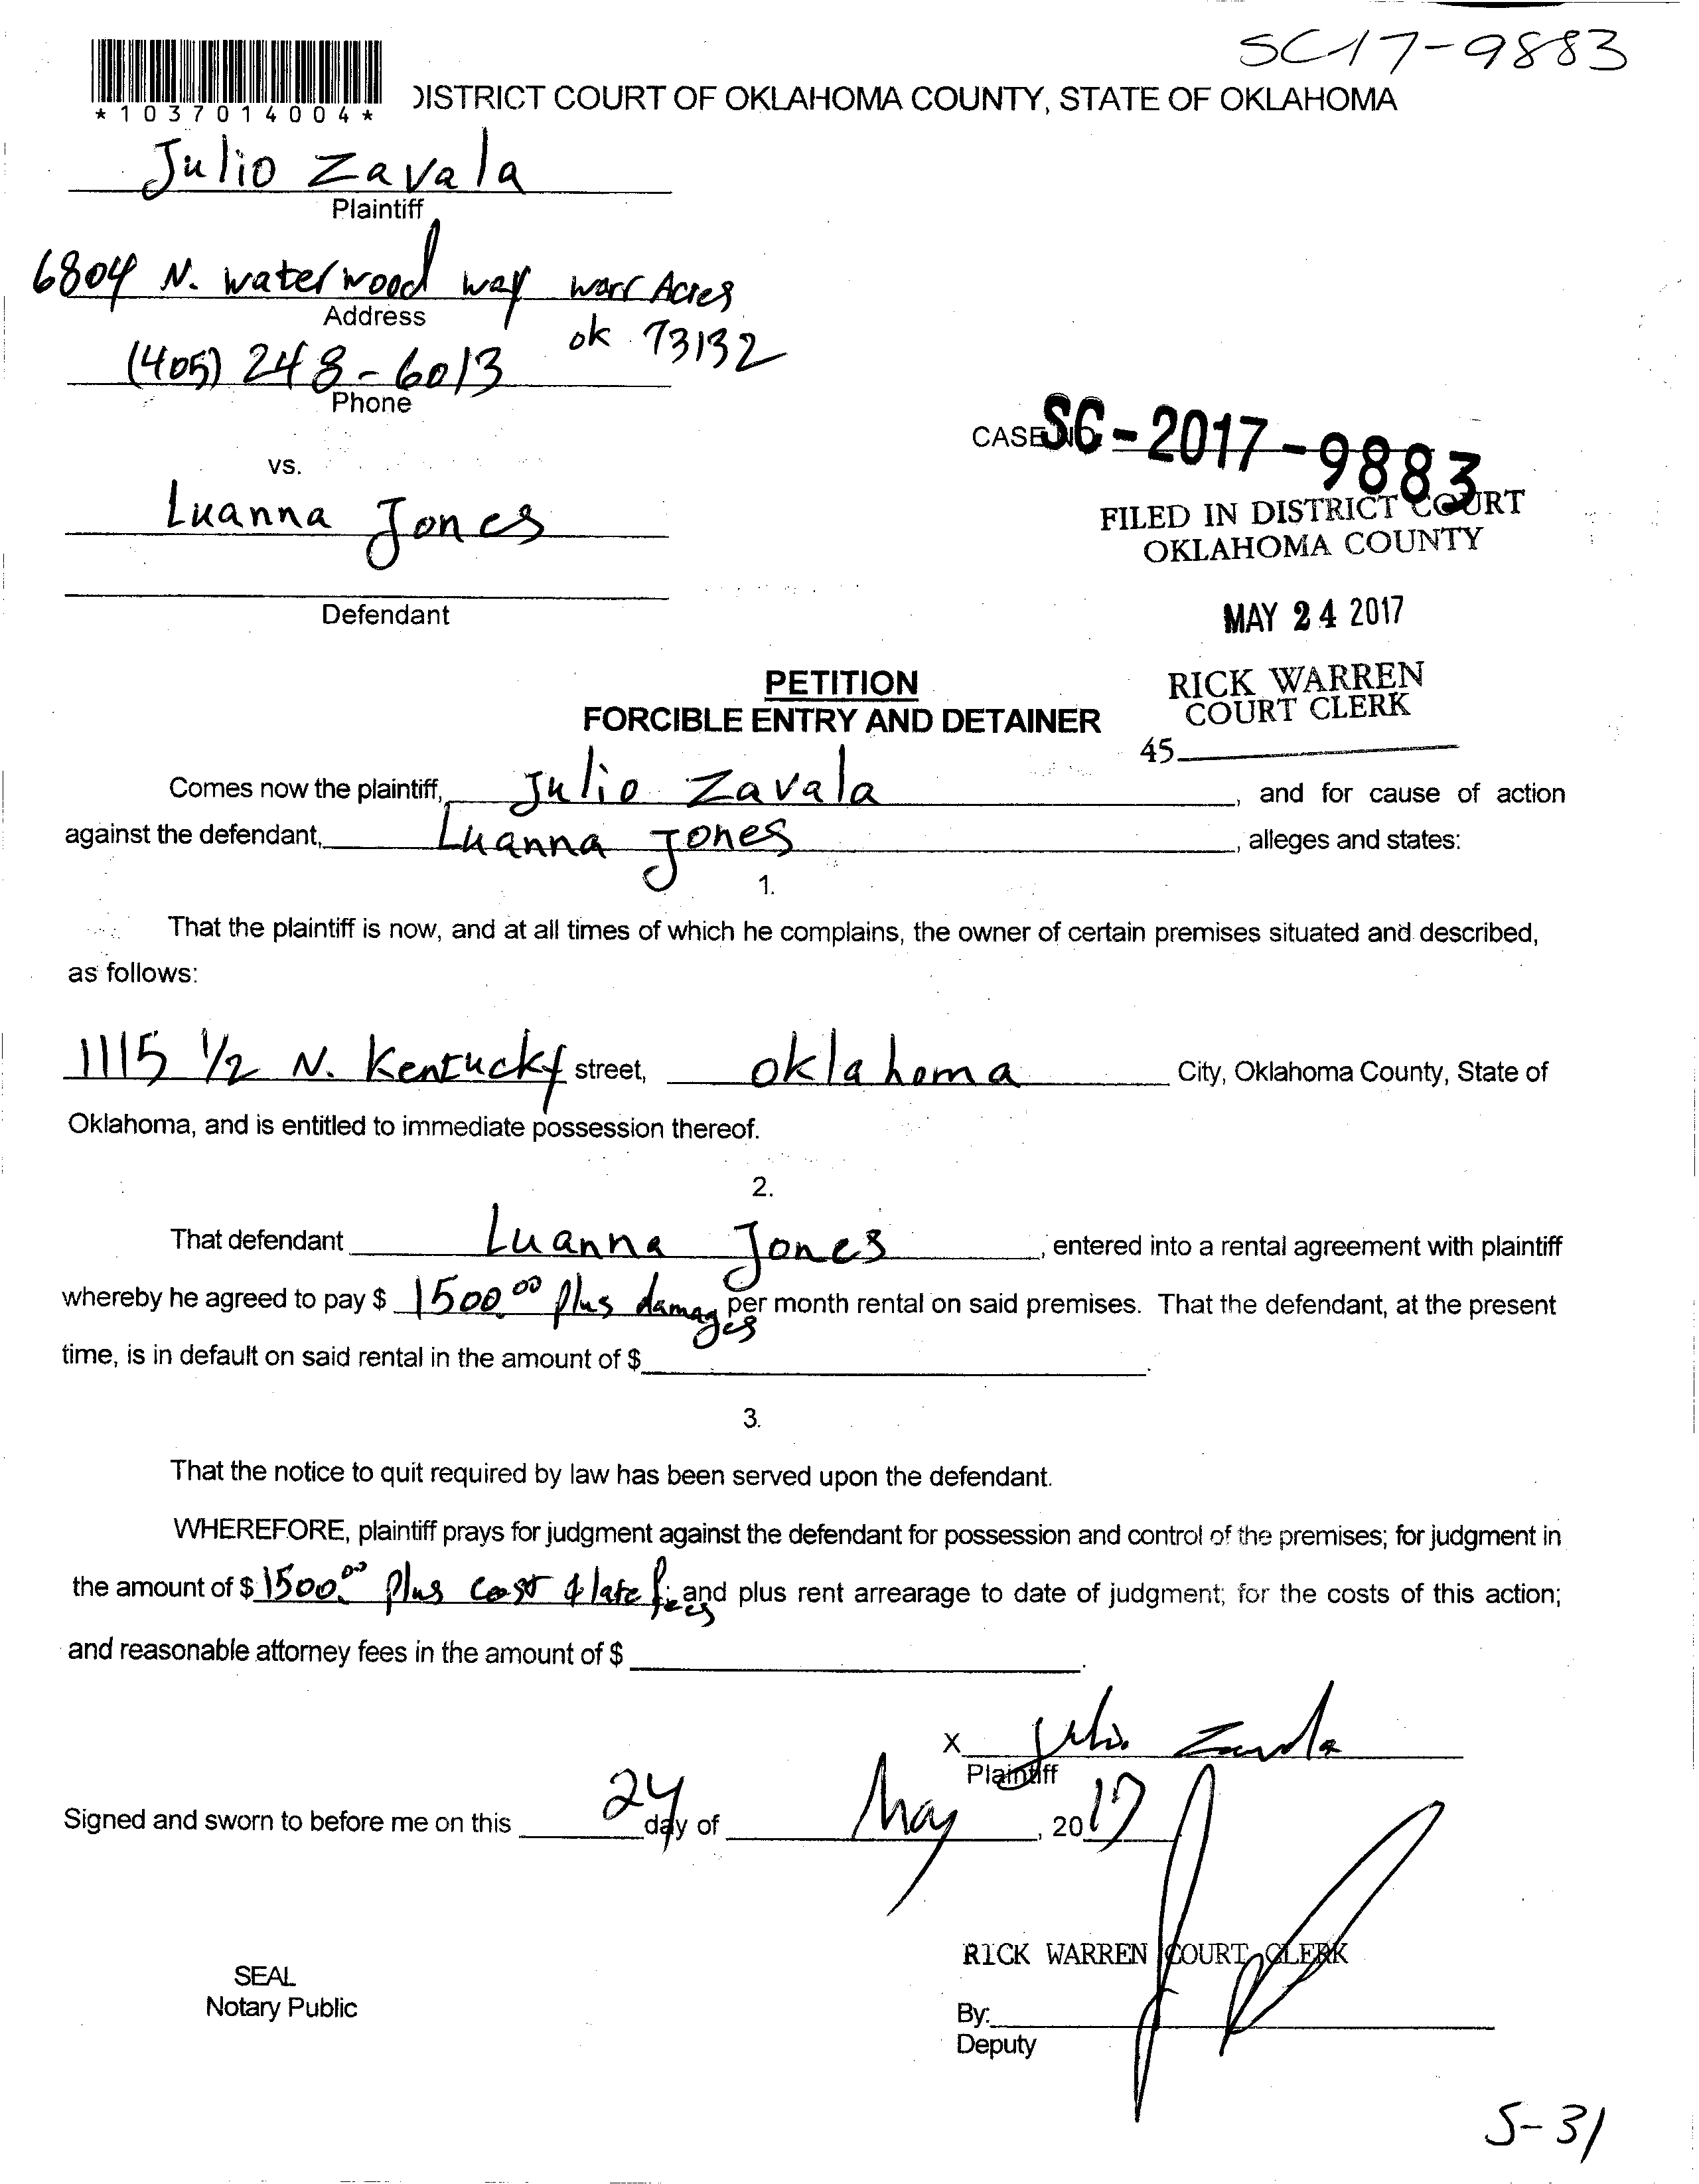 SC-17-9883
*1037014004*
DISTRICT COURT OF OKLAHOMA COUNTY, STATE OF OKLAHOMA
Julio Zavala
Plaintiff
6804 N. waterwood way warr Acres
Address
ok 73132
(405) 248-6013
Phone
CASE NO. SC-2017-9883
vs.
Luanna Jones
FILED IN DISTRICT COURT
OKLAHOMA COUNTY
Defendant
MAY 24 2017
PETITION
FORCIBLE ENTRY AND DETAINER
RICK WARREN
COURT CLERK
45
Comes now the plaintiff, Julio Zavala, and for cause of action
against the defendant, Luanna Jones, alleges and states:
1.
That the plaintiff is now, and at all times of which he complains, the owner of certain premises situated and described,
as follows:
1115 1/2 N. Kentucky street, oklahoma City, Oklahoma County, State of
Oklahoma, and is entitled to immediate possession thereof.
2.
That defendant Luanna Jones, entered into a rental agreement with plaintiff
whereby he agreed to pay $ 1500.00 plus damages per month rental on said premises. That the defendant, at the present
time, is in default on said rental in the amount of $ .
3.
That the notice to quit required by law has been served upon the defendant.
WHEREFORE, plaintiff prays for judgment against the defendant for possession and control of the premises; for judgment in
the amount of $ 1500.00 plus cost & late fees and plus rent arrearage to date of judgment; for the costs of this action;
and reasonable attorney fees in the amount of $ .
X Julio Zavala
Plaintiff
Signed and sworn to before me on this 24 day of May, 2017
RICK WARREN COURT CLERK
SEAL
Notary Public
By:
Deputy
5-31